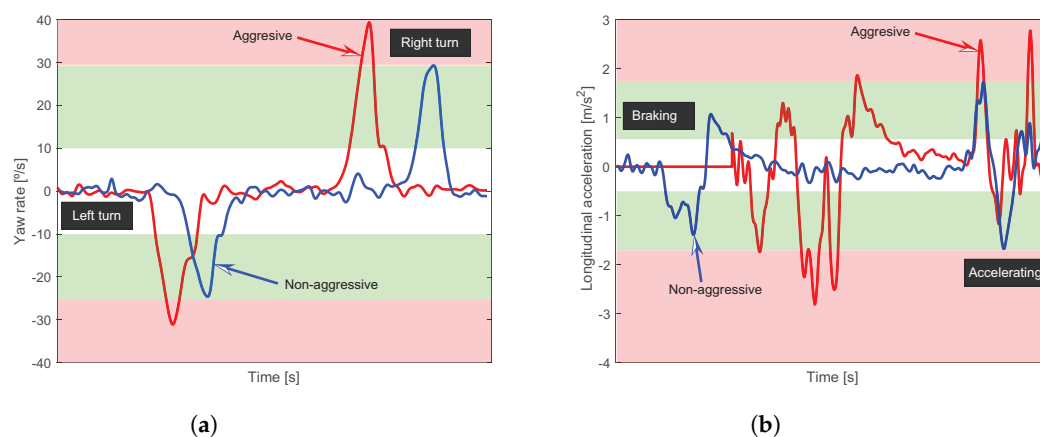 40
30
20
10
0
-10
-20
-30
-40
Yaw rate [º/s]
Aggresive
Right turn
Left turn
Non-aggressive
Time [s]
(a)
3
2
1
0
-1
-2
-3
-4
Longitudinal acceleration [m/s²]
Aggresive
Braking
Non-aggressive
Accelerating
Time [s]
(b)